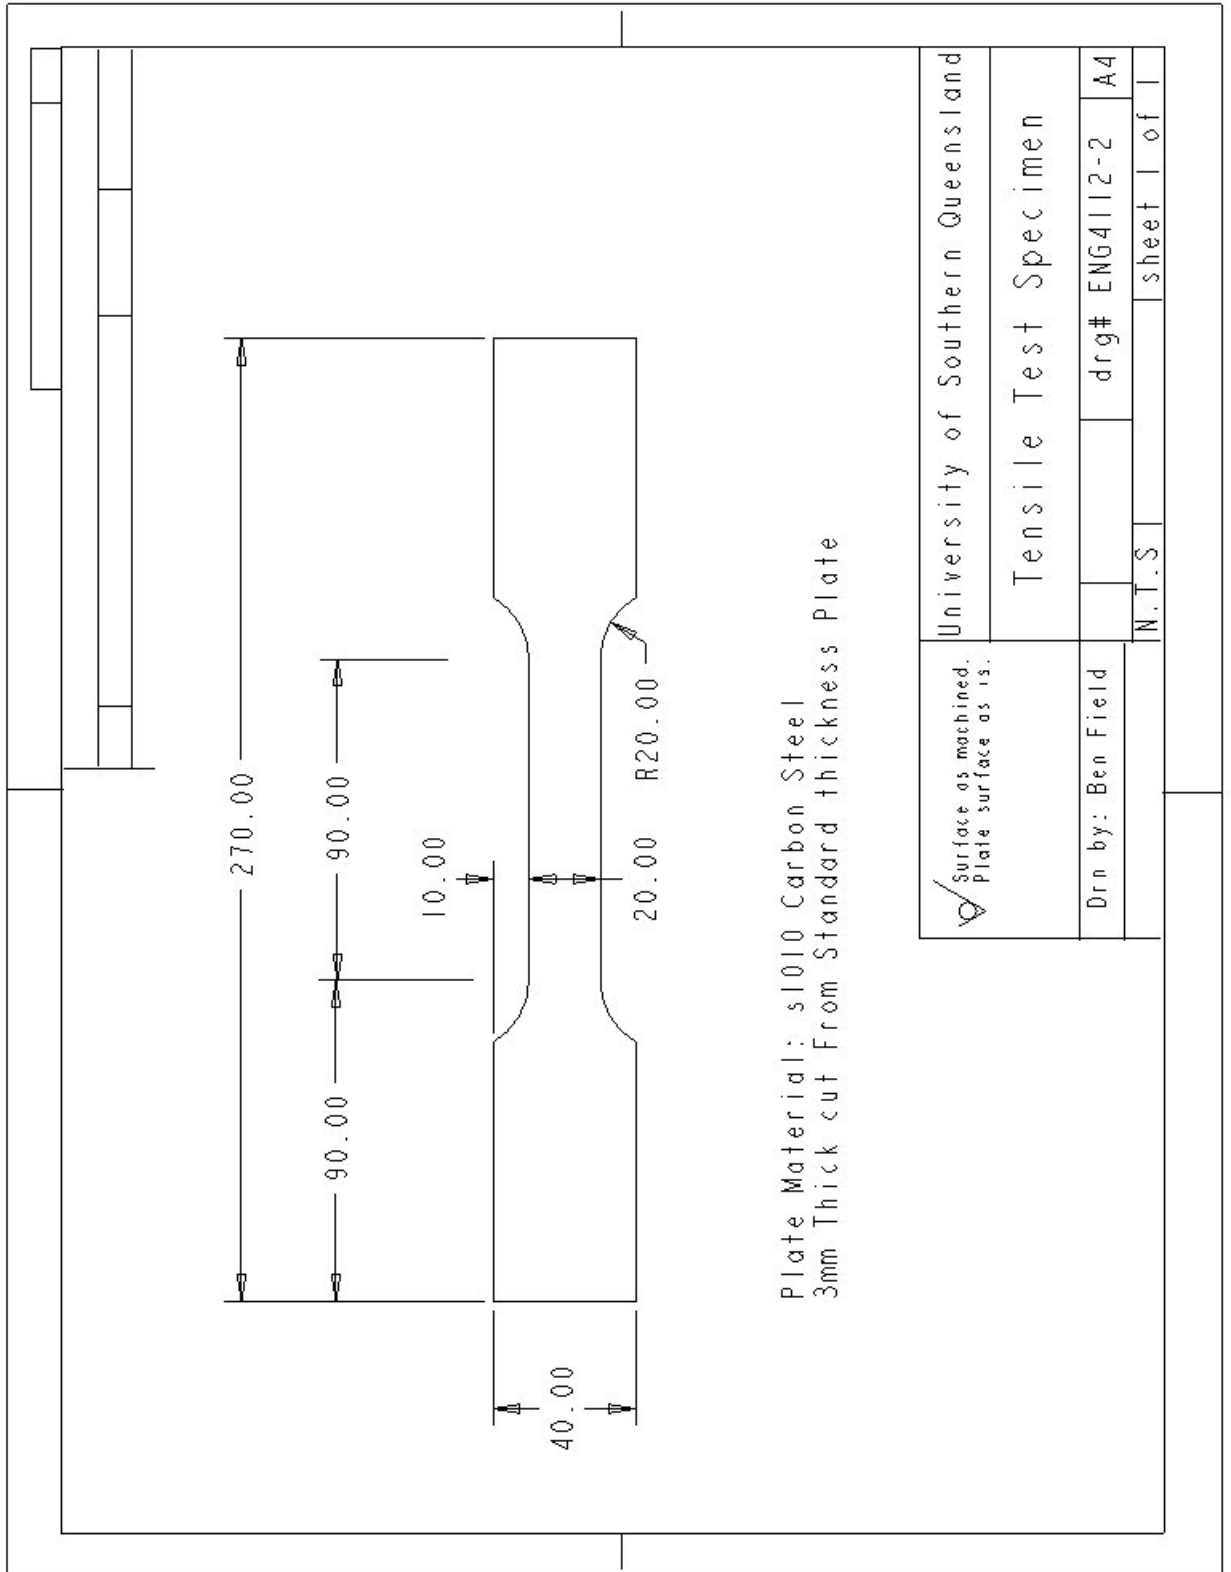 270.00
90.00
90.00
10.00
40.00
20.00
R20.00
Plate Material: s1010 Carbon Steel
3mm Thick cut From Standard thickness Plate
Surface as machined.
Plate surface as is.
University of Southern Queensland
Tensile Test Specimen
Drn by: Ben Field
drg# ENG4112-2
A4
N.T.S
sheet 1 of 1